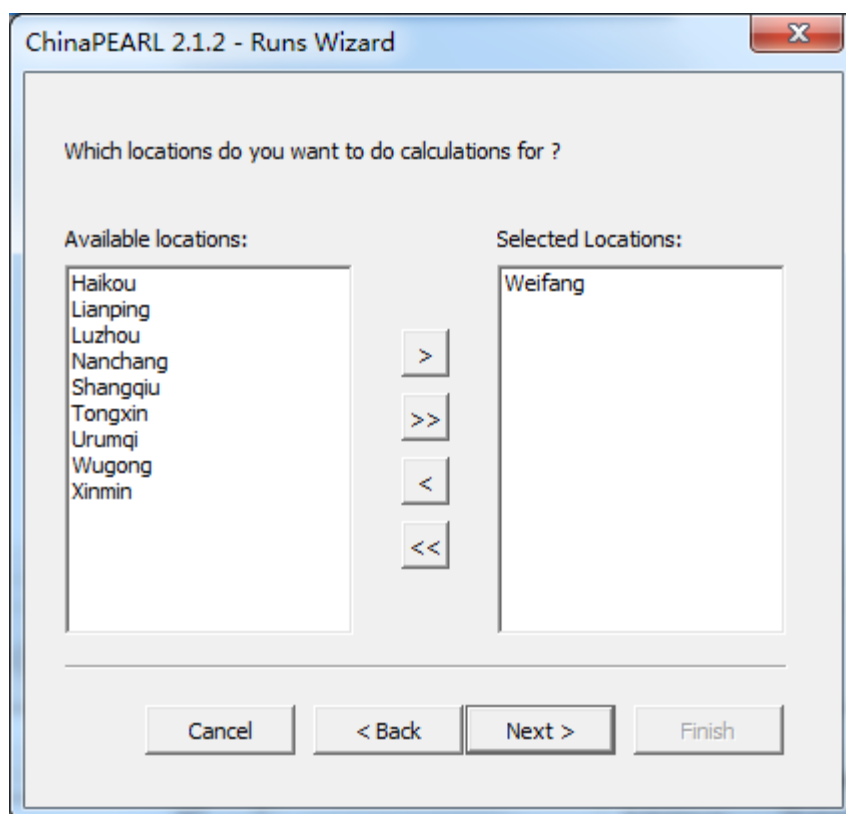 ChinaPEARL 2.1.2 - Runs Wizard
Which locations do you want to do calculations for ?
Available locations:
Haikou
Lianping
Luzhou
Nanchang
Shangqiu
Tongxin
Urumqi
Wugong
Xinmin
>
>>
<
<<
Selected Locations:
Weifang
Cancel
< Back
Next >
Finish